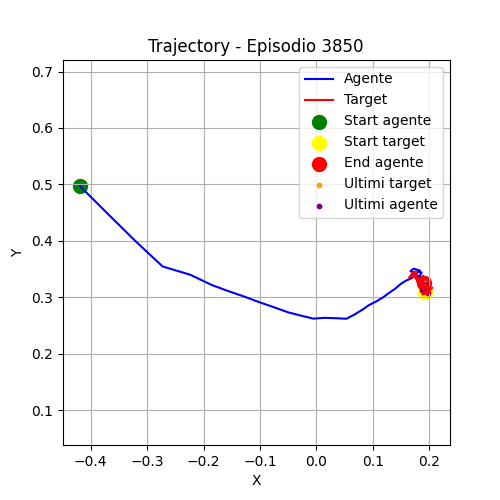 Trajectory - Episodio 3850
Agente
Target
Start agente
Start target
End agente
Ultimi target
Ultimi agente
0.7
0.6
0.5
0.4
0.3
0.2
0.1
Y
−0.4 −0.3 −0.2 −0.1 0.0 0.1 0.2
X